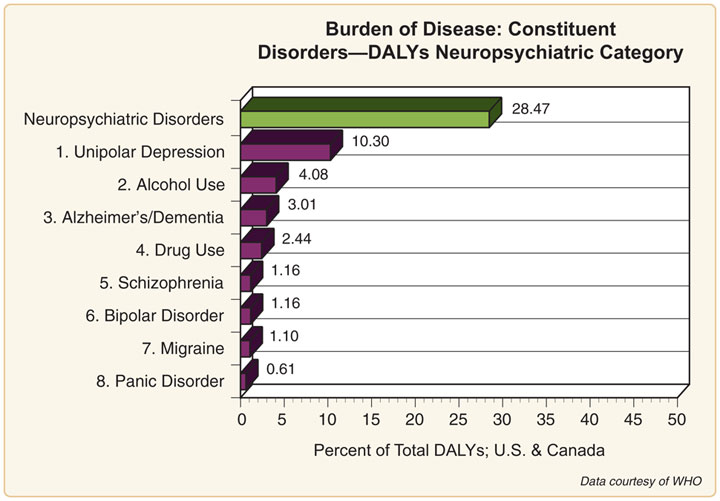 Burden of Disease: Constituent
Disorders—DALYs Neuropsychiatric Category
Neuropsychiatric Disorders 28.47
1. Unipolar Depression 10.30
2. Alcohol Use 4.08
3. Alzheimer's/Dementia 3.01
4. Drug Use 2.44
5. Schizophrenia 1.16
6. Bipolar Disorder 1.16
7. Migraine 1.10
8. Panic Disorder 0.61
0 5 10 15 20 25 30 35 40 45 50
Percent of Total DALYs; U.S. & Canada
Data courtesy of WHO